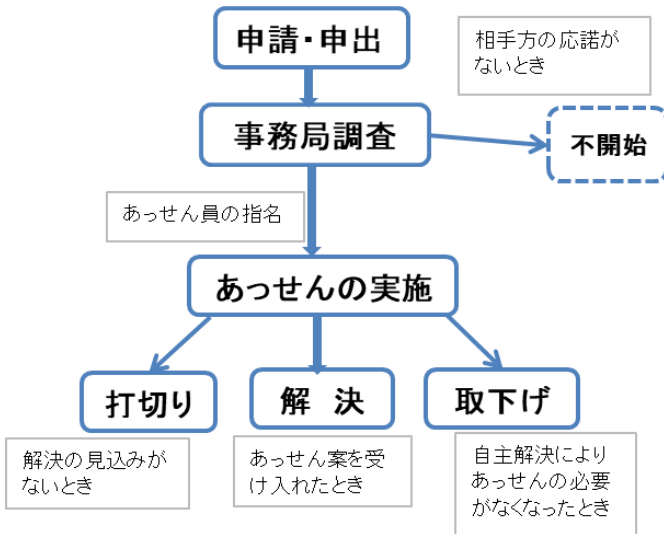 申請・申出
相手方の応諾が
ないとき
事務局調査
不開始
あっせん員の指名
あっせんの実施
打切り
解　決
取下げ
解決の見込みが
ないとき
あっせん案を受
け入れたとき
自主解決により
あっせんの必要
がなくなったとき